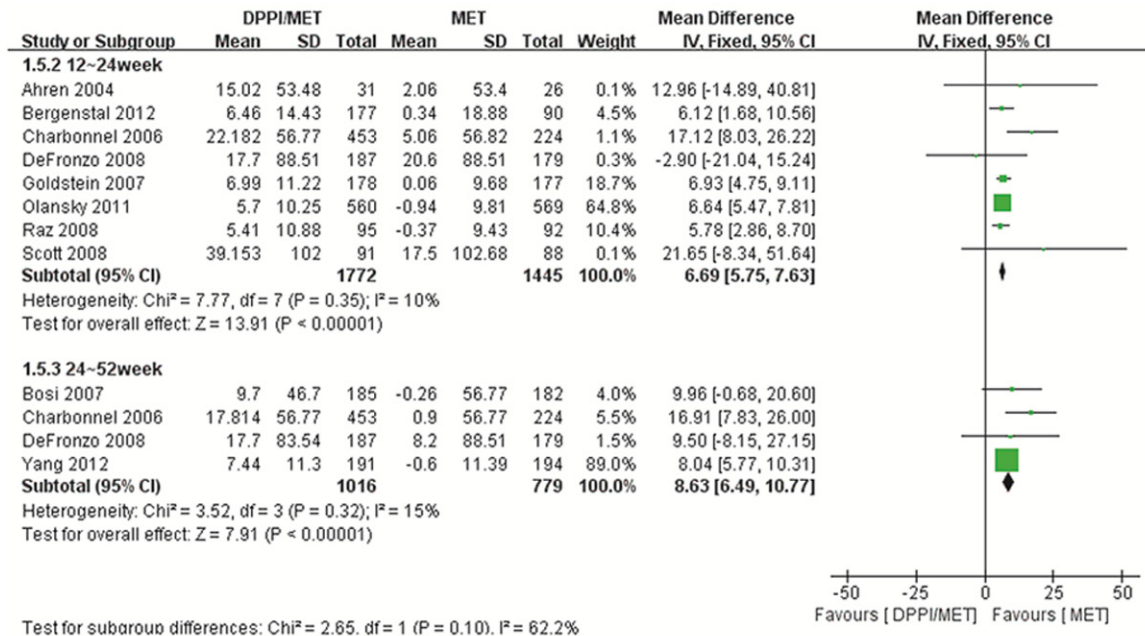 DPPI/MET MET Mean Difference Mean Difference
Study or Subgroup Mean SD Total Mean SD Total Weight IV, Fixed, 95% CI IV, Fixed, 95% CI
1.5.2 12~24week
Ahren 2004 15.02 53.48 31 2.06 53.4 26 0.1% 12.96 [-14.89, 40.81]
Bergenstal 2012 6.46 14.43 177 0.34 18.88 90 4.5% 6.12 [1.68, 10.56]
Charbonnel 2006 22.182 56.77 453 5.06 56.82 224 1.1% 17.12 [8.03, 26.22]
DeFronzo 2008 17.7 88.51 187 20.6 88.51 179 0.3% -2.90 [-21.04, 15.24]
Goldstein 2007 6.99 11.22 178 0.06 9.68 177 18.7% 6.93 [4.75, 9.11]
Olansky 2011 5.7 10.25 560 -0.94 9.81 569 64.8% 6.64 [5.47, 7.81]
Raz 2008 5.41 10.88 95 -0.37 9.43 92 10.4% 5.78 [2.86, 8.70]
Scott 2008 39.153 102 91 17.5 102.68 88 0.1% 21.65 [-8.34, 51.64]
Subtotal (95% CI) 1772 1445 100.0% 6.69 [5.75, 7.63]
Heterogeneity: Chi² = 7.77, df = 7 (P = 0.35); I² = 10%
Test for overall effect: Z = 13.91 (P < 0.00001)
1.5.3 24~52week
Bosi 2007 9.7 46.7 185 -0.26 56.77 182 4.0% 9.96 [-0.68, 20.60]
Charbonnel 2006 17.814 56.77 453 0.9 56.77 224 5.5% 16.91 [7.83, 26.00]
DeFronzo 2008 17.7 83.54 187 8.2 88.51 179 1.5% 9.50 [-8.15, 27.15]
Yang 2012 7.44 11.3 191 -0.6 11.39 194 89.0% 8.04 [5.77, 10.31]
Subtotal (95% CI) 1016 779 100.0% 8.63 [6.49, 10.77]
Heterogeneity: Chi² = 3.52, df = 3 (P = 0.32); I² = 15%
Test for overall effect: Z = 7.91 (P < 0.00001)
-50 -25 0 25 50
Favours [DPPI/MET] Favours [MET]
Test for subgroup differences: Chi² = 2.65, df = 1 (P = 0.10), I² = 62.2%